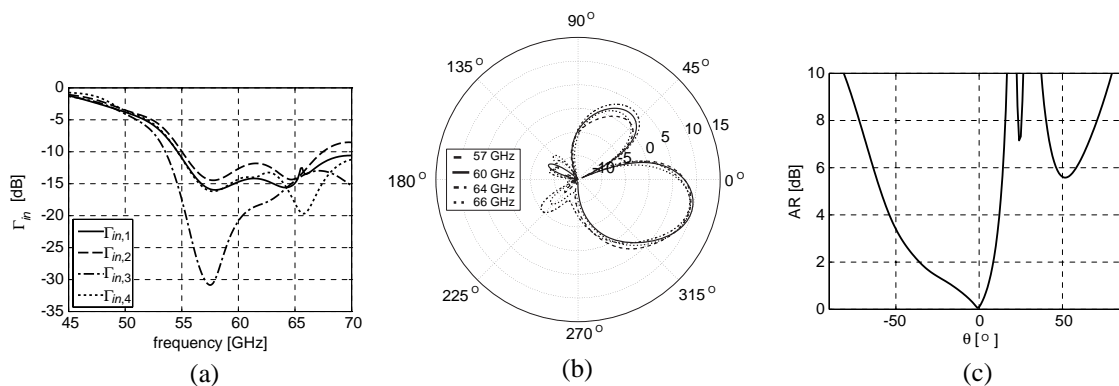 0
-5
-10
-15
-20
-25
-30
-35
Γin [dB]
Γin,1
Γin,2
Γin,3
Γin,4
45 50 55 60 65 70
frequency [GHz]
(a)
90°
135°
45°
180°
0°
225°
315°
270°
-10 -5 0 5 10 15
57 GHz
60 GHz
64 GHz
66 GHz
(b)
10
8
6
4
2
0
AR [dB]
-50 0 50
θ [°]
(c)